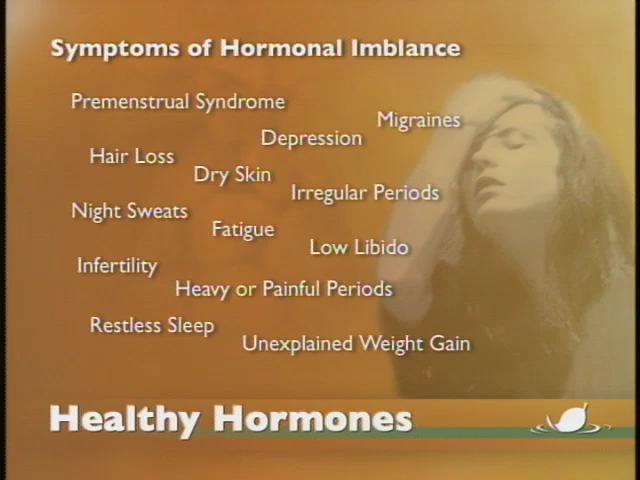 Symptoms of Hormonal Imblance
Premenstrual Syndrome
Migraines
Depression
Hair Loss
Dry Skin
Irregular Periods
Night Sweats
Fatigue
Low Libido
Infertility
Heavy or Painful Periods
Restless Sleep
Unexplained Weight Gain
Healthy Hormones